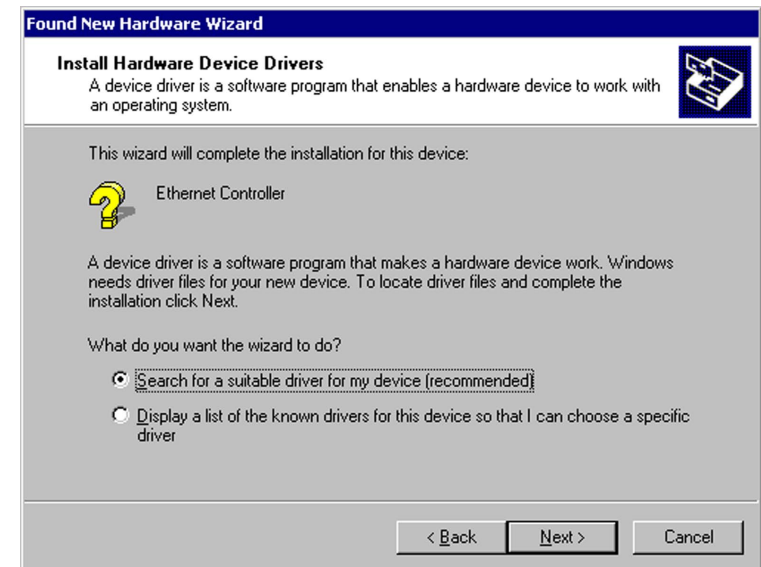 Found New Hardware Wizard
Install Hardware Device Drivers
A device driver is a software program that enables a hardware device to work with
an operating system.
This wizard will complete the installation for this device:
Ethernet Controller
A device driver is a software program that makes a hardware device work. Windows
needs driver files for your new device. To locate driver files and complete the
installation click Next.
What do you want the wizard to do?
Search for a suitable driver for my device (recommended)
Display a list of the known drivers for this device so that I can choose a specific
driver
< Back Next > Cancel